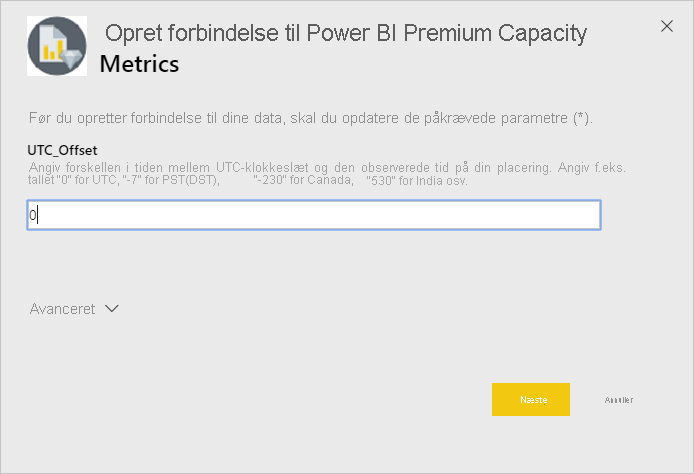 Opret forbindelse til Power BI Premium Capacity
Metrics
Før du opretter forbindelse til dine data, skal du opdatere de påkrævede parametre (*).
UTC_Offset
Angiv forskellen i tiden mellem UTC-klokkeslæt og den observerede tid på din placering. Angiv f.eks.
tallet "0" for UTC, "-7" for PST(DST), "-230" for Canada, "530" for India osv.
0
Avanceret
Næste
Annuller